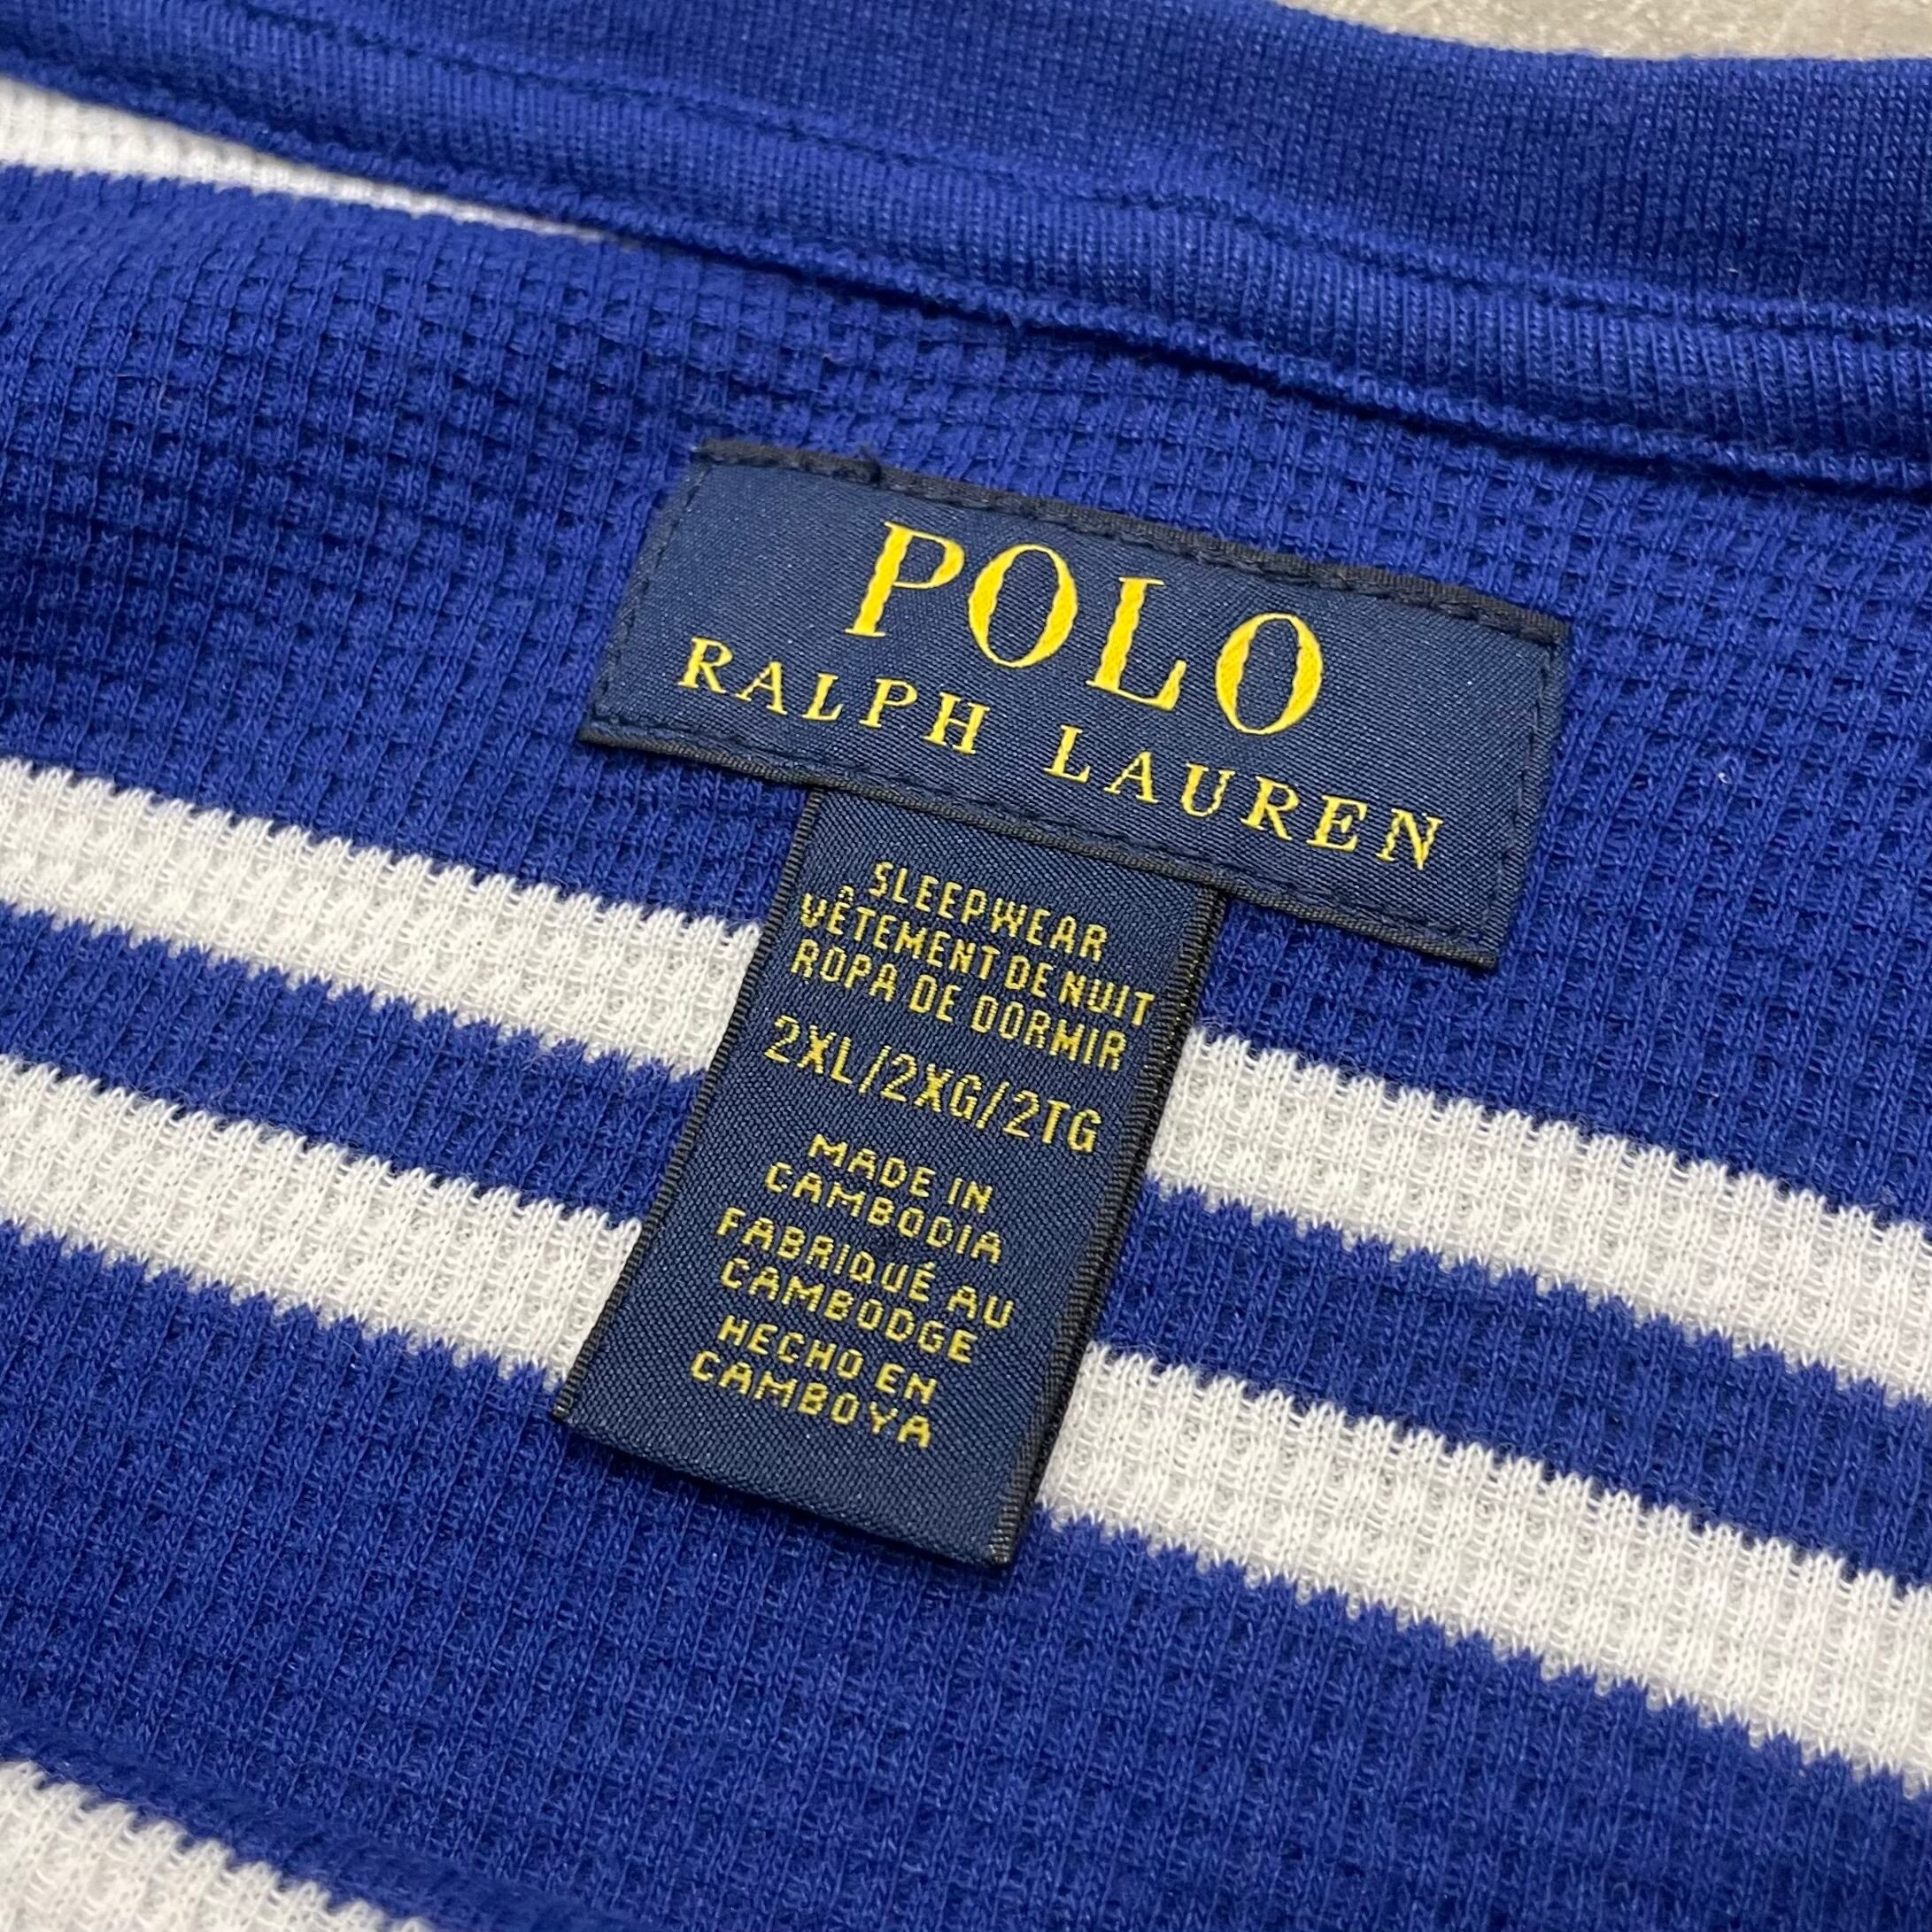 POLO
RALPH LAUREN
SLEEPWEAR
VÊTEMENT DE NUIT
ROPA DE DORMIR
2XL/2XG/2TG
MADE IN
CAMBODIA
FABRIQUÉ AU
CAMBODGE
HECHO EN
CAMBOYA